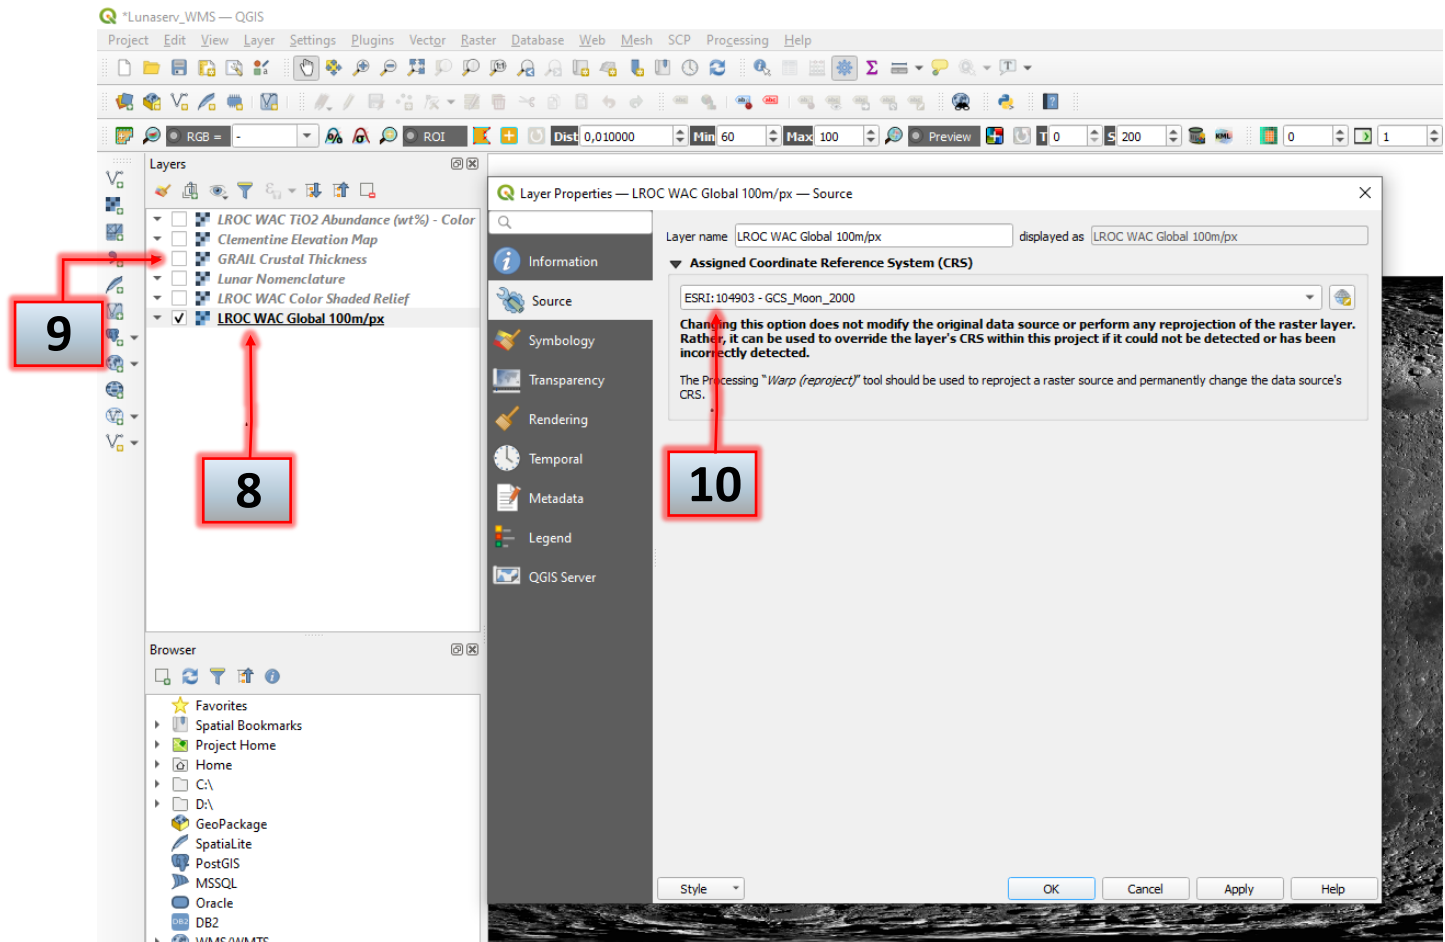 *Lunaserv_WMS — QGIS
Project Edit View Layer Settings Plugins Vector Raster Database Web Mesh SCP Processing Help
RGB = - ROI Dist 0,010000 Min 60 Max 100 Preview T 0 S 200 KML 0 1
Layers
LROC WAC TiO2 Abundance (wt%) - Color
Clementine Elevation Map
GRAIL Crustal Thickness
Lunar Nomenclature
LROC WAC Color Shaded Relief
LROC WAC Global 100m/px
9
8
Layer Properties — LROC WAC Global 100m/px — Source
Information
Source
Symbology
Transparency
Rendering
Temporal
Metadata
Legend
QGIS Server
Layer name LROC WAC Global 100m/px displayed as LROC WAC Global 100m/px
Assigned Coordinate Reference System (CRS)
ESRI:104903 - GCS_Moon_2000
Changing this option does not modify the original data source or perform any reprojection of the raster layer.
Rather, it can be used to override the layer's CRS within this project if it could not be detected or has been
incorrectly detected.
The Processing "Warp (reproject)" tool should be used to reproject a raster source and permanently change the data source's
CRS.
10
Style OK Cancel Apply Help
Browser
Favorites
Spatial Bookmarks
Project Home
Home
C:\
D:\
GeoPackage
SpatiaLite
PostGIS
MSSQL
Oracle
DB2 DB2
WMS/WMTS